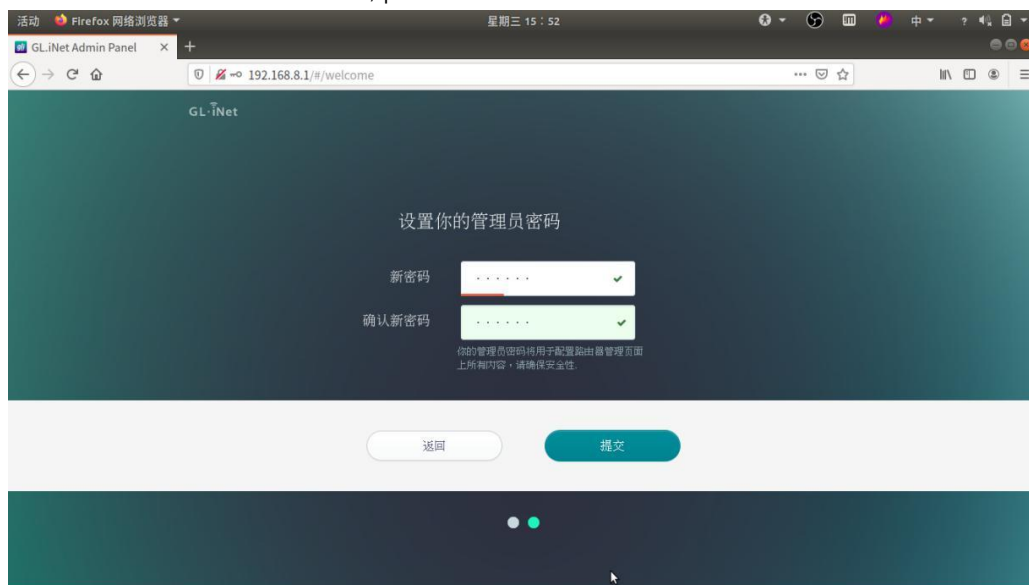 活动 Firefox 网络浏览器 星期三 15：52 中 ?
GL.iNet Admin Panel × +
192.168.8.1/#/welcome
GL·iNet
设置你的管理员密码
新密码 ······
确认新密码 ······
你的管理员密码将用于配置路由器管理页面
上所有内容，请确保安全性.
返回 提交